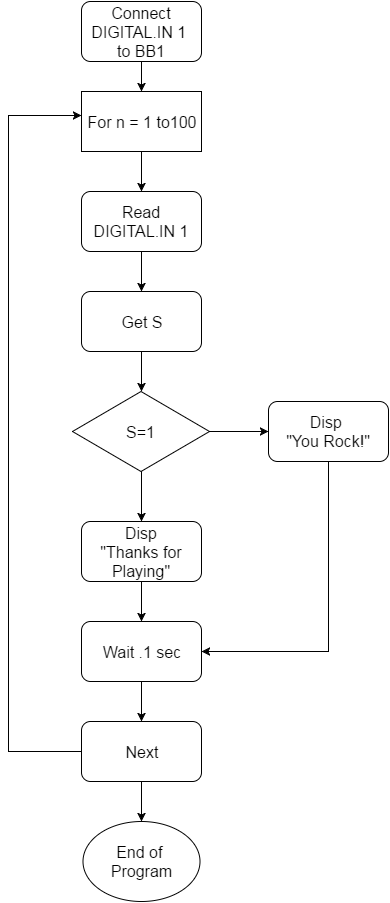 Connect
DIGITAL.IN 1
to BB1
For n = 1 to100
Read
DIGITAL.IN 1
Get S
S=1
Disp
"You Rock!"
Disp
"Thanks for
Playing"
Wait .1 sec
Next
End of
Program